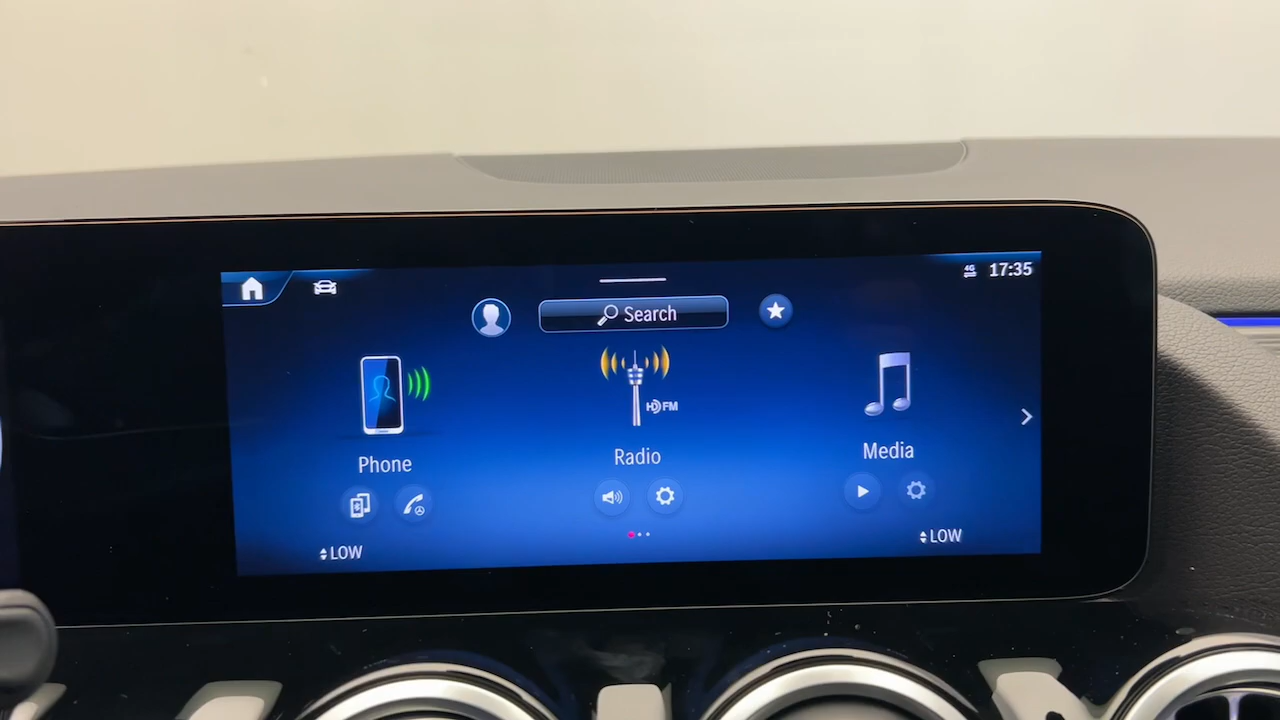 4G 17:35
Search
HD FM
Phone
Radio
Media
LOW
LOW